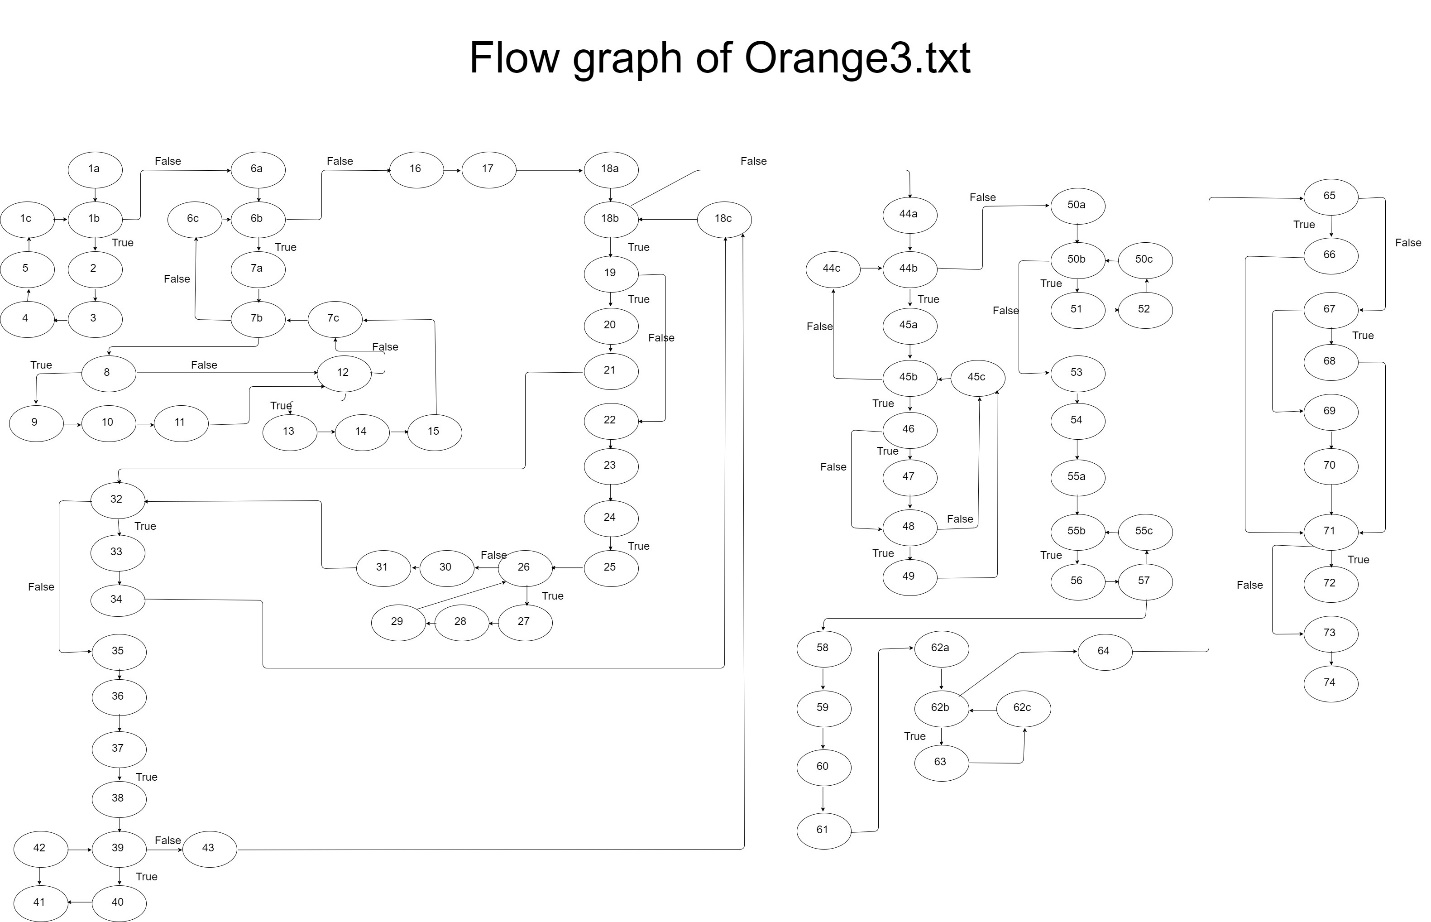 Flow graph of Orange3.txt
1a
False
6a
False
16
17
18a
False
1c
1b
6c
6b
18b
18c
44a
False
50a
65
True
True
True
True
False
5
2
7a
19
44c
44b
50b
50c
66
False
True
True
True
4
3
7b
7c
20
False
False
45a
False
51
52
67
True
True
False
8
False
12
21
45b
45c
53
68
True
True
9
10
11
13
14
15
22
46
54
69
True
32
23
False
47
55a
70
True
33
24
48
False
55b
55c
71
False
True
False
True
True
True
34
31
30
26
25
49
56
57
False
72
True
29
28
27
35
58
62a
64
73
36
59
62b
62c
74
37
True
True
60
63
38
61
42
39
False
43
True
41
40